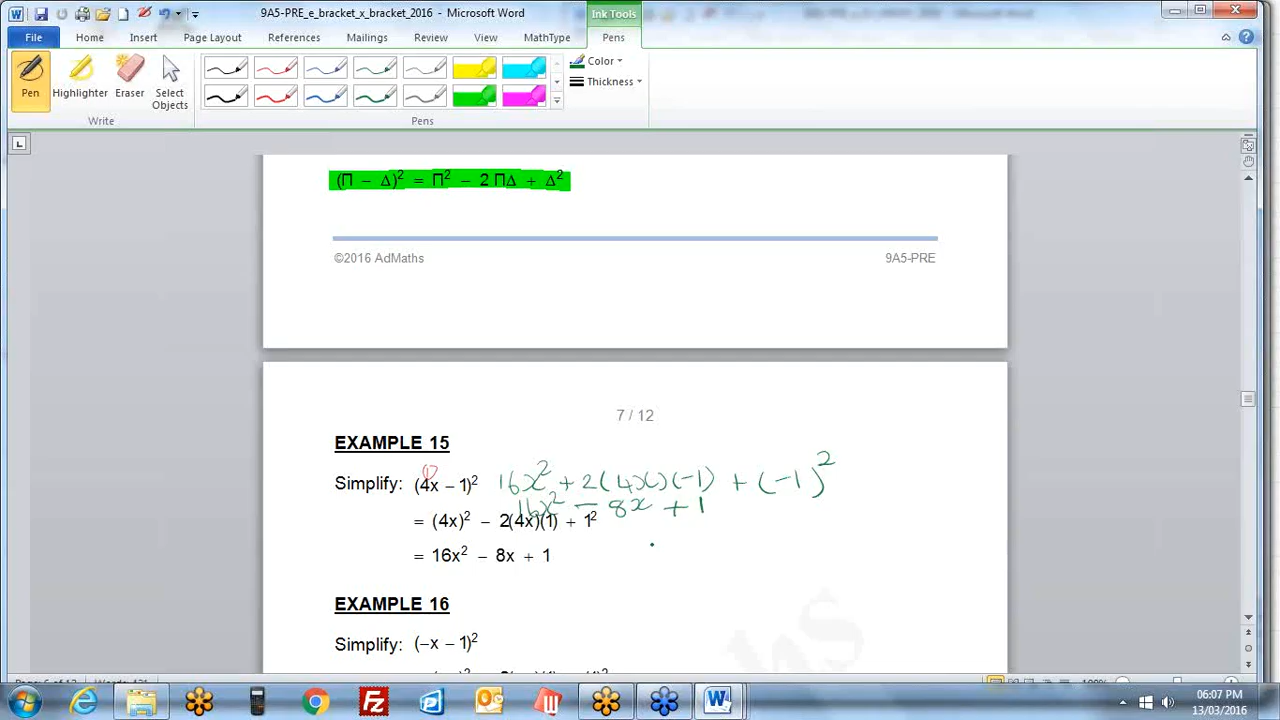 9A5-PRE_e_bracket_x_bracket_2016 - Microsoft Word
Ink Tools
File Home Insert Page Layout References Mailings Review View MathType Pens
Pen Highlighter Eraser Select Objects
Color
Thickness
Write
Pens
(Π − Δ)² = Π² − 2 ΠΔ + Δ²
©2016 AdMaths 9A5-PRE
7 / 12
EXAMPLE 15
Simplify: (4x − 1)² 16x² + 2(4x)(-1) + (-1)²
16x² − 8x + 1
= (4x)² − 2(4x)(1) + 1²
= 16x² − 8x + 1
EXAMPLE 16
Simplify: (−x − 1)²
06:07 PM
13/03/2016